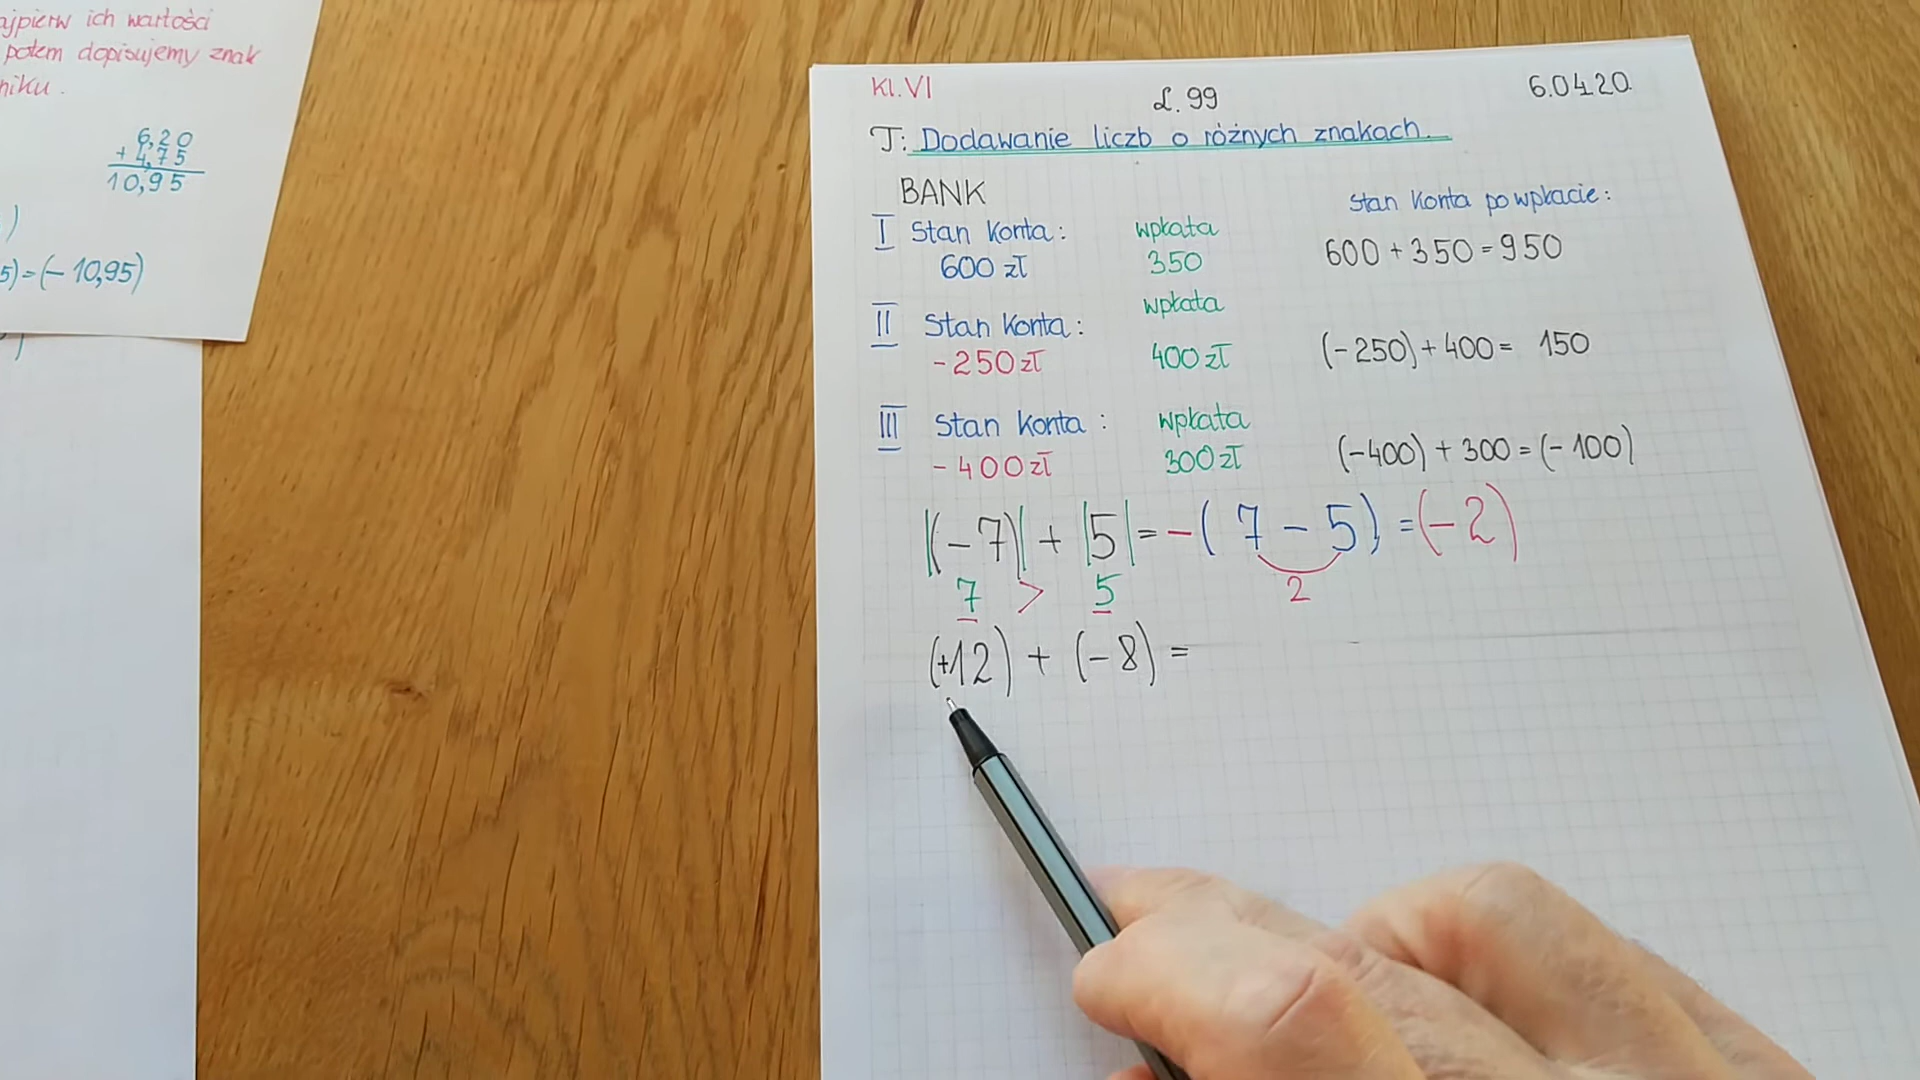 ich wartości
potem dopisujemy znak
6,20
+ 4,75
10,95
)
5)=(-10,95)
)
Kl.VI
L. 99
6.04.20
T: Dodawanie liczb o różnych znakach.
BANK
Stan konta po wpłacie:
I Stan konta: wpłata
600 zł 350 600 + 350 = 950
II Stan konta: wpłata
-250 zł 400 zł (-250) + 400 = 150
III Stan konta : wpłata
- 400 zł 300 zł (-400) + 300 = (-100)
|(-7)| + |5| = -( 7 - 5) = (-2)
7 > 5 2
(+12) + (-8) =